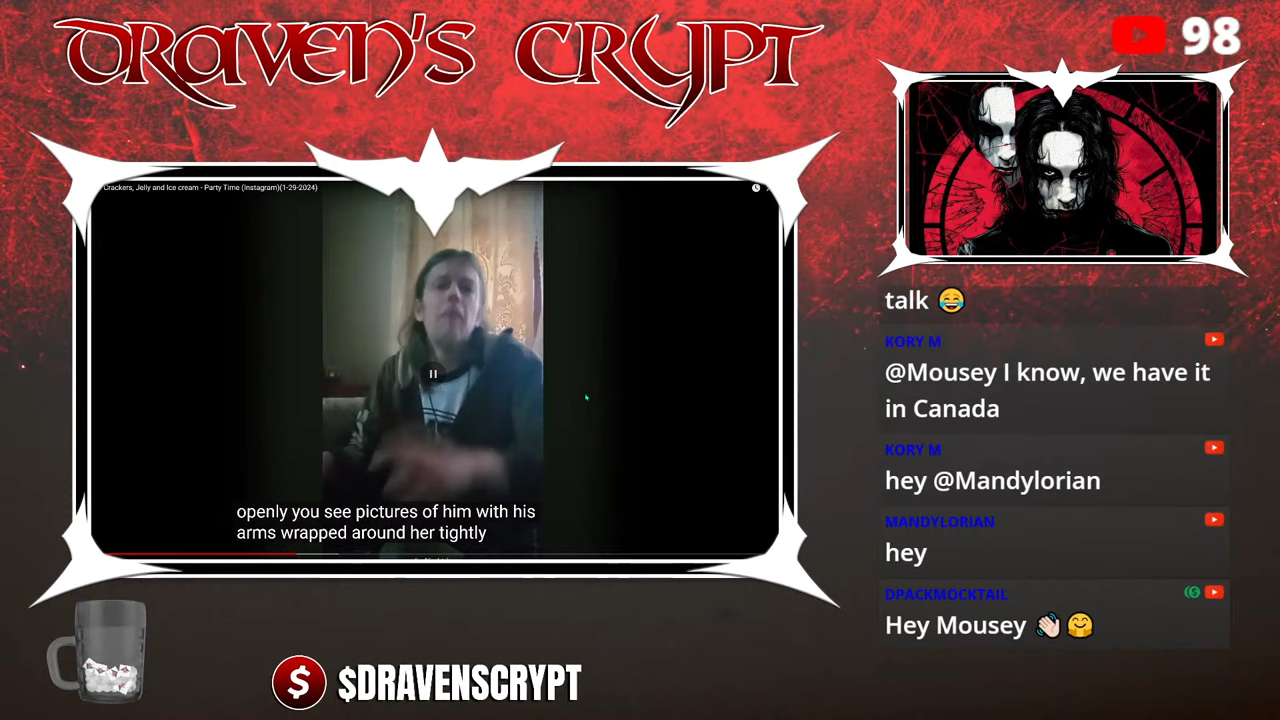 DRAVEN'S CRYPT
98
Crackers, Jelly and Ice cream - Party Time (Instagram)(1-29-2024)
openly you see pictures of him with his
arms wrapped around her tightly
talk 😂
KORY M
@Mousey I know, we have it
in Canada
KORY M
hey @Mandylorian
MANDYLORIAN
hey
DPACKMOCKTAIL
Hey Mousey 👋🏻 🤗
$ $DRAVENSCRYPT